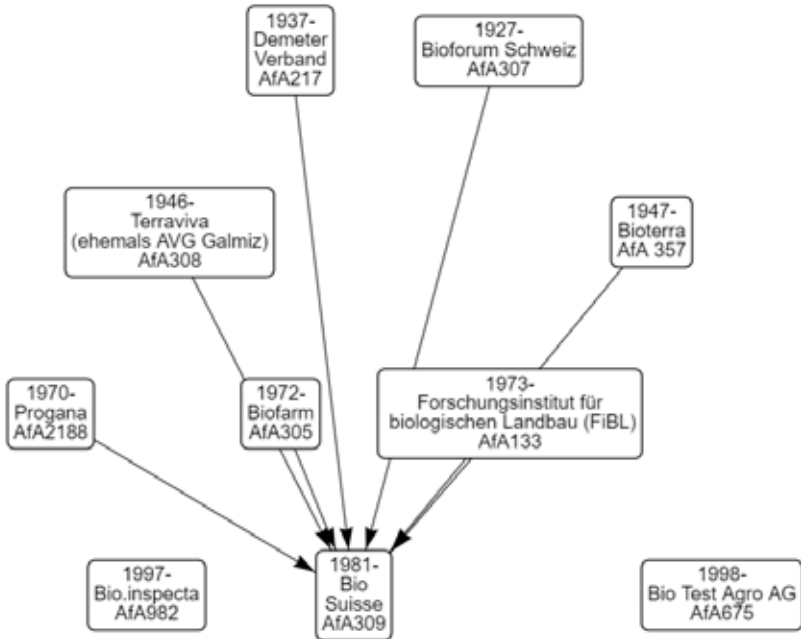 1937-
Demeter
Verband
AfA217
1927-
Bioforum Schweiz
AfA307
1946-
Terraviva
(ehemals AVG Galmiz)
AfA308
1947-
Bioterra
AfA 357
1970-
Progana
AfA2188
1972-
Biofarm
AfA305
1973-
Forschungsinstitut für
biologischen Landbau (FiBL)
AfA133
1997-
Bio.inspecta
AfA982
1981-
Bio
Suisse
AfA309
1998-
Bio Test Agro AG
AfA675